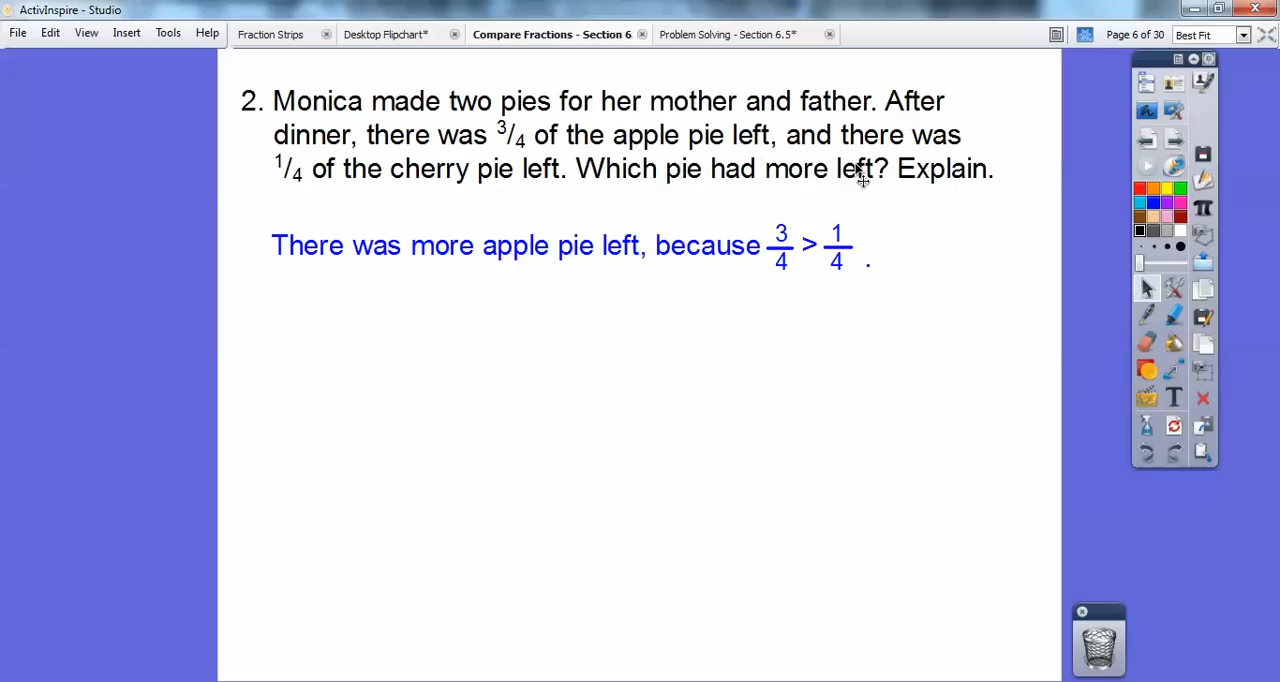 ActivInspire - Studio
File Edit View Insert Tools Help
Fraction Strips
Desktop Flipchart*
Compare Fractions - Section 6
Problem Solving - Section 6.5*
Page 6 of 30
Best Fit
2. Monica made two pies for her mother and father. After
dinner, there was 3/4 of the apple pie left, and there was
1/4 of the cherry pie left. Which pie had more left? Explain.
There was more apple pie left, because 3/4 > 1/4 .